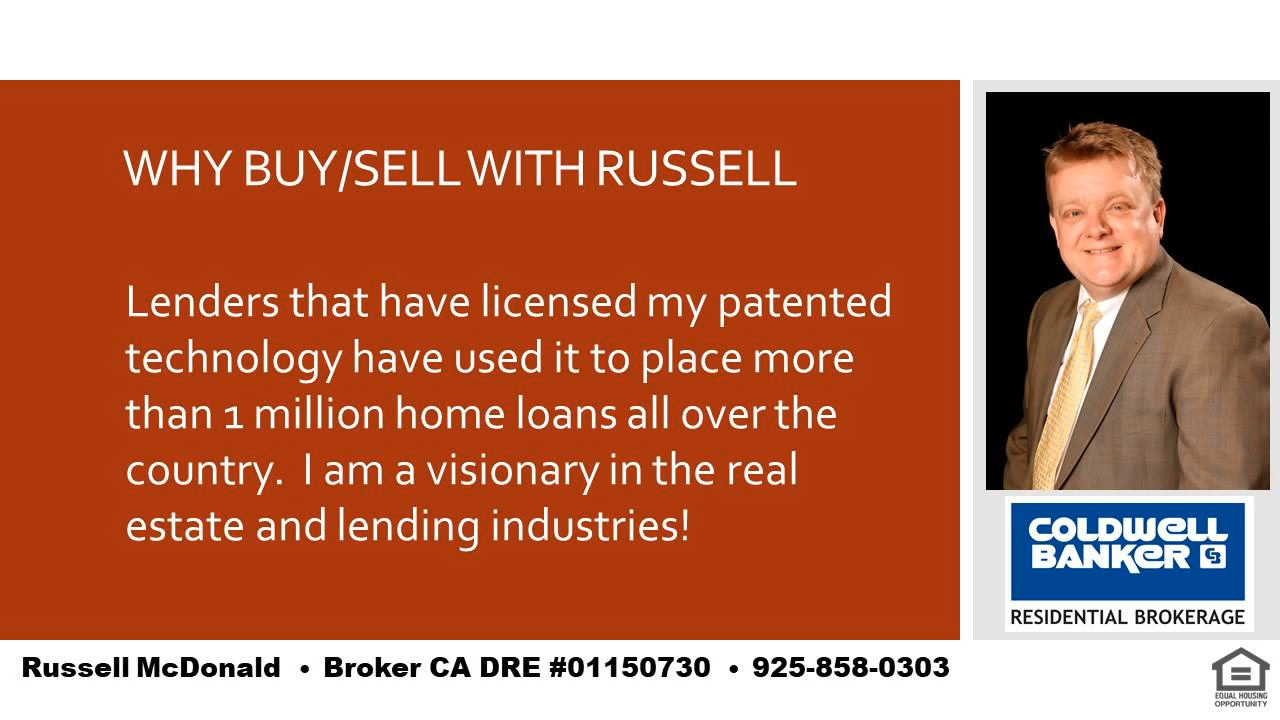 WHY BUY/SELL WITH RUSSELL
Lenders that have licensed my patented
technology have used it to place more
than 1 million home loans all over the
country.  I am a visionary in the real
estate and lending industries!
COLDWELL
BANKER CB
RESIDENTIAL BROKERAGE
Russell McDonald • Broker CA DRE #01150730 • 925-858-0303
EQUAL HOUSING
OPPORTUNITY